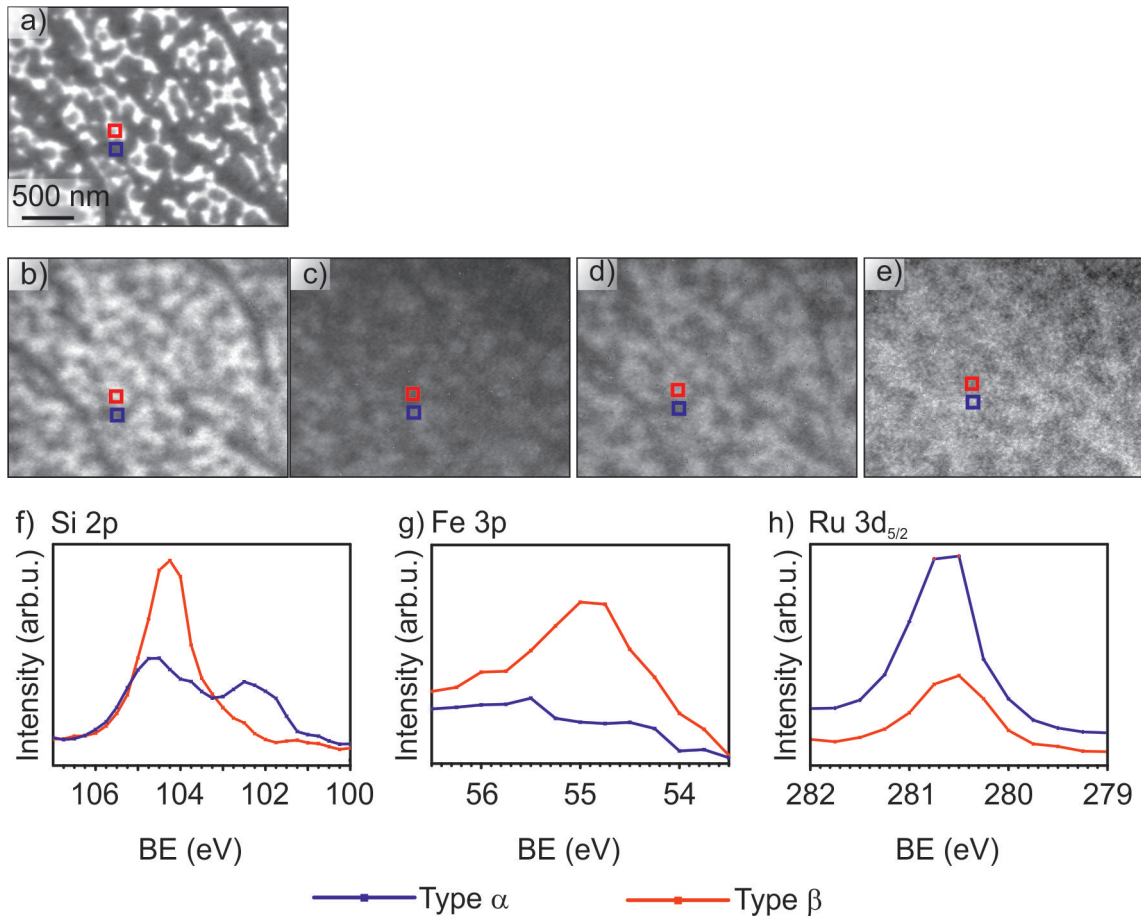 a)
500 nm
b)
c)
d)
e)
f) Si 2p
g) Fe 3p
h) Ru 3d5/2
Intensity (arb.u.)
Intensity (arb.u.)
Intensity (arb.u.)
106 104 102 100
56 55 54
282 281 280 279
BE (eV)
BE (eV)
BE (eV)
Type α
Type β